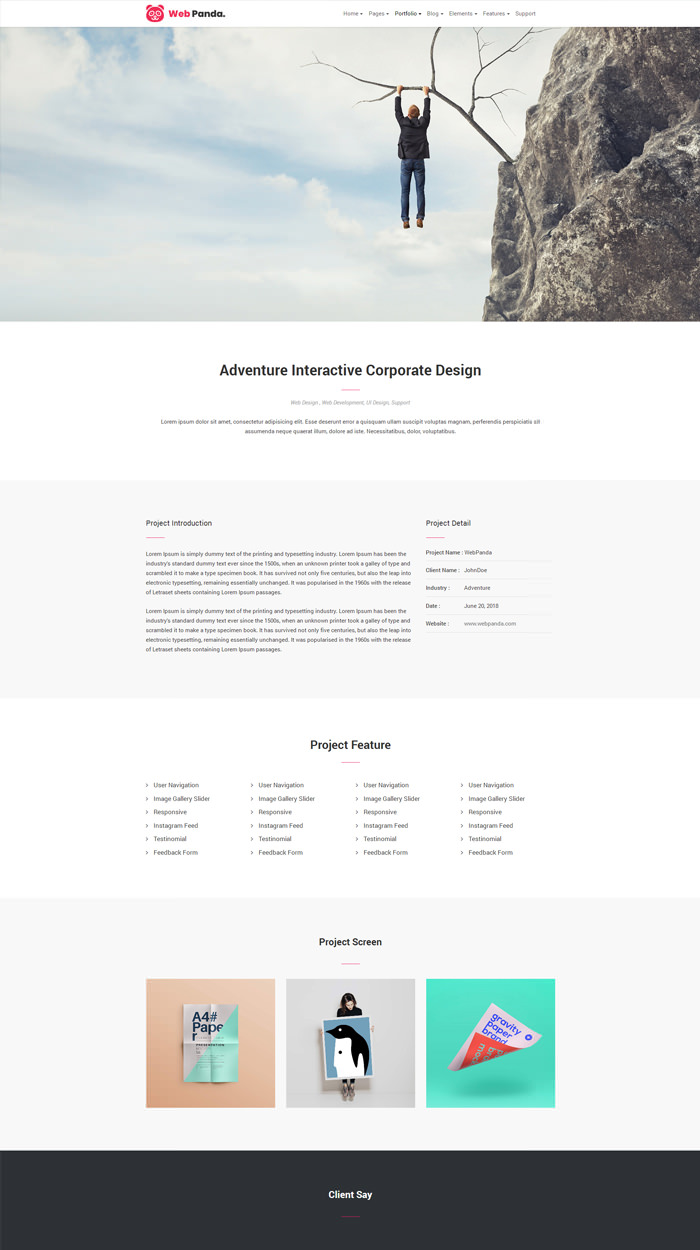 Web Panda.
Home Pages Portfolio Blog Elements Features Support
Adventure Interactive Corporate Design
Web Design , Web Development, UI Design, Support
Lorem ipsum dolor sit amet, consectetur adipisicing elit. Esse deserunt error a quisquam ullam suscipit voluptas magnam, perferendis perspiciatis sit
assumenda neque quaerat illum, dolore ad iste. Necessitatibus, dolor, voluptatibus.
Project Introduction
Lorem Ipsum is simply dummy text of the printing and typesetting industry. Lorem Ipsum has been the
industry's standard dummy text ever since the 1500s, when an unknown printer took a galley of type and
scrambled it to make a type specimen book. It has survived not only five centuries, but also the leap into
electronic typesetting, remaining essentially unchanged. It was popularised in the 1960s with the release
of Letraset sheets containing Lorem Ipsum passages.
Lorem Ipsum is simply dummy text of the printing and typesetting industry. Lorem Ipsum has been the
industry's standard dummy text ever since the 1500s, when an unknown printer took a galley of type and
scrambled it to make a type specimen book. It has survived not only five centuries, but also the leap into
electronic typesetting, remaining essentially unchanged. It was popularised in the 1960s with the release
of Letraset sheets containing Lorem Ipsum passages.
Project Detail
Project Name : WebPanda
Client Name : JohnDoe
Industry : Adventure
Date : June 20, 2018
Website : www.webpanda.com
Project Feature
User Navigation
Image Gallery Slider
Responsive
Instagram Feed
Testinomial
Feedback Form
User Navigation
Image Gallery Slider
Responsive
Instagram Feed
Testinomial
Feedback Form
User Navigation
Image Gallery Slider
Responsive
Instagram Feed
Testinomial
Feedback Form
User Navigation
Image Gallery Slider
Responsive
Instagram Feed
Testinomial
Feedback Form
Project Screen
A4#
Pape
r
PRESENTATION
gravity
paper
brand
Client Say